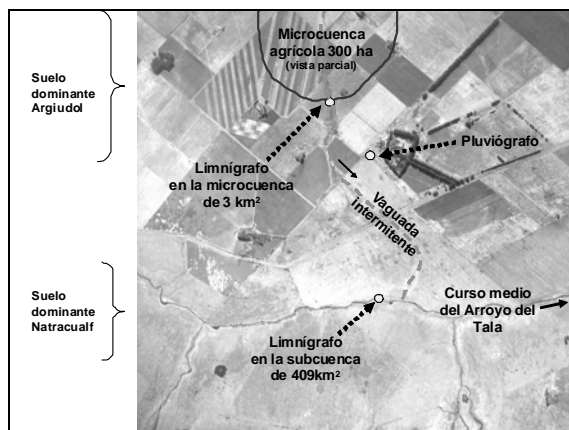 Microcuenca
agrícola 300 ha
(vista parcial)
Suelo
dominante
Argiudol
Limnígrafo
en la microcuenca
de 3 km²
Pluviógrafo
Vaguada
intermitente
Suelo
dominante
Natracualf
Curso medio
del Arroyo del
Tala
Limnígrafo
en la subcuenca
de 409km²